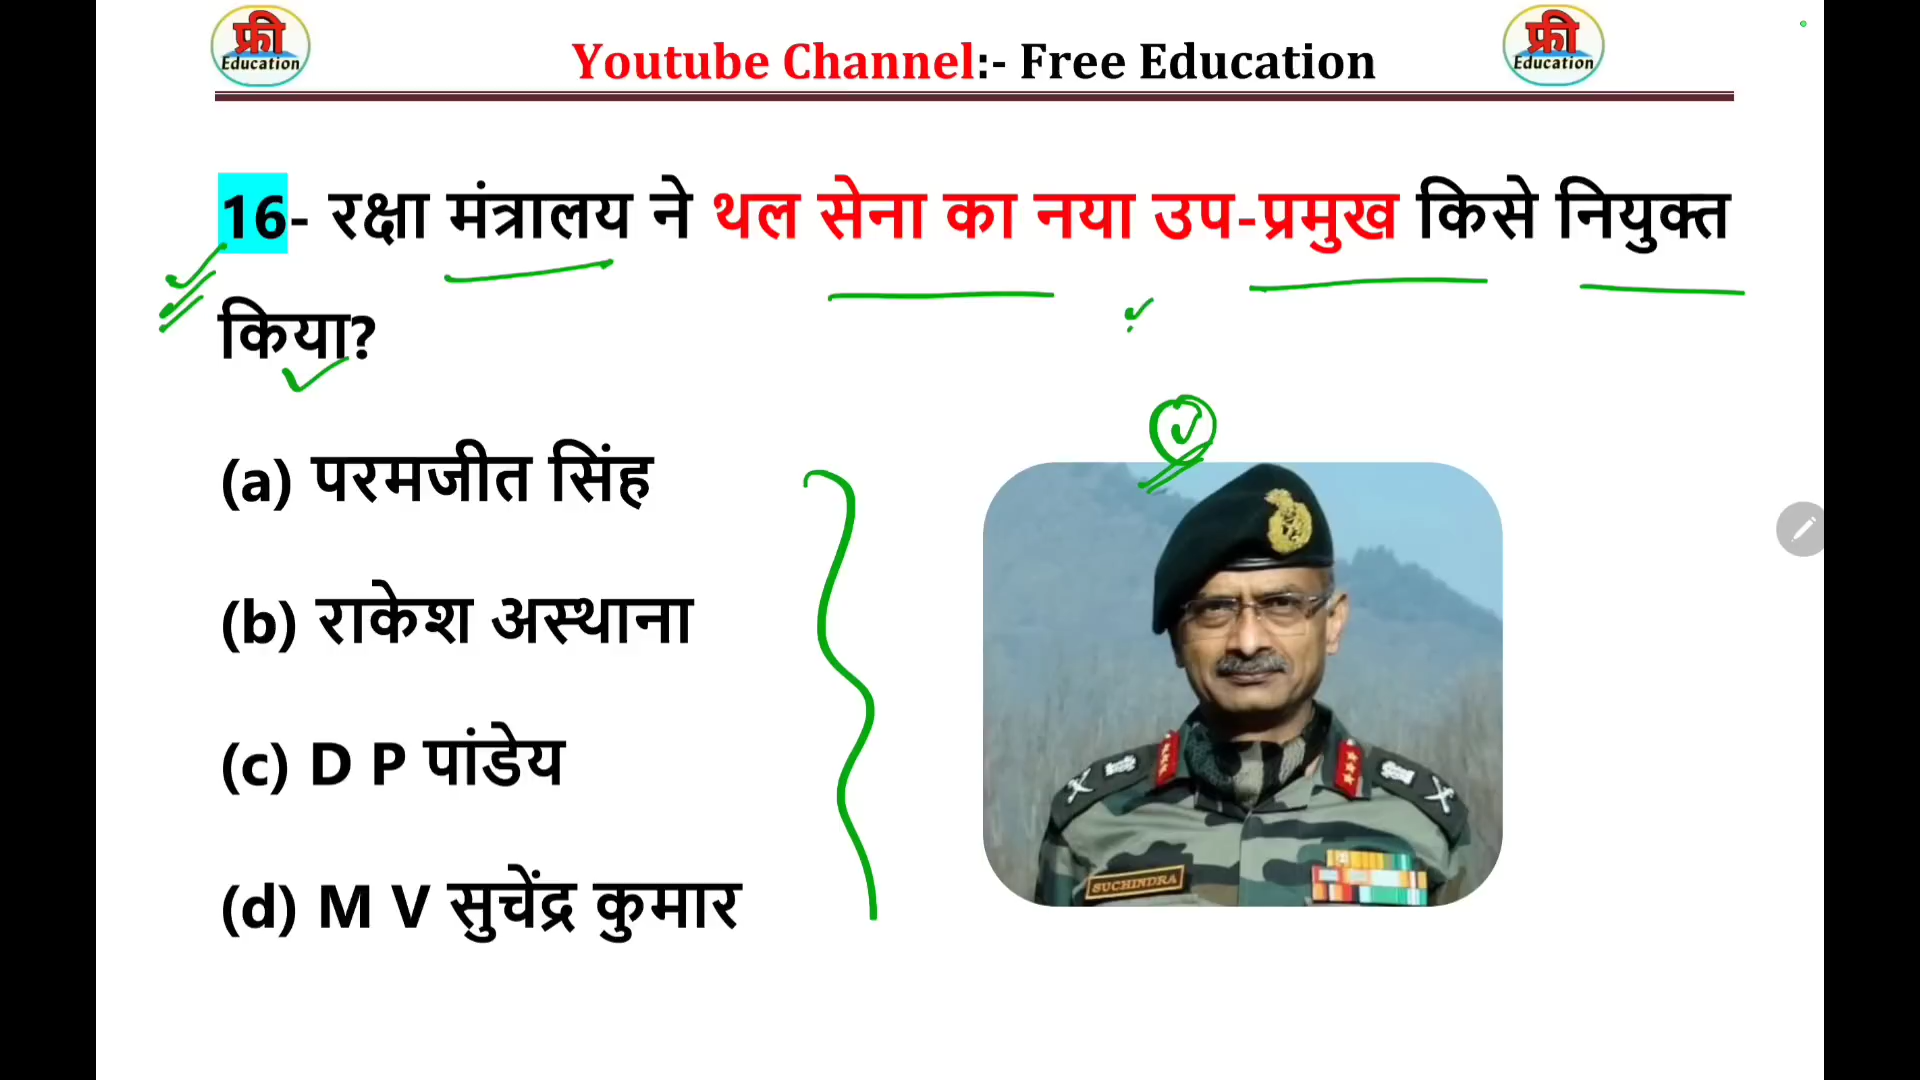 फ्री
Education
Youtube Channel:- Free Education
फ्री
Education
16- रक्षा मंत्रालय ने थल सेना का नया उप-प्रमुख किसे नियुक्त
किया?
(a) परमजीत सिंह
(b) राकेश अस्थाना
(c) D P पांडेय
(d) M V सुचेंद्र कुमार
SUCHINDRA